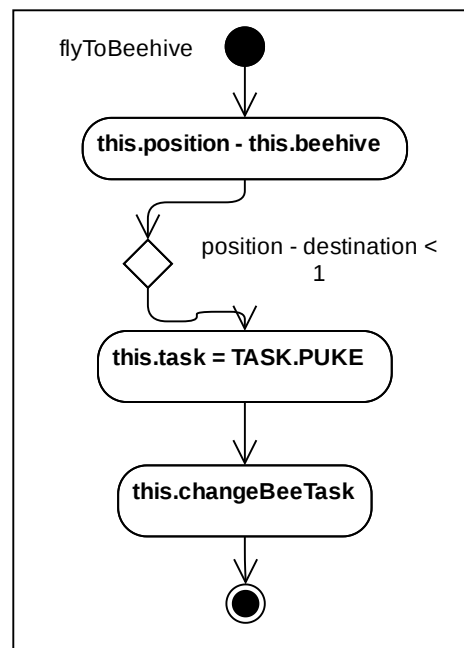 flyToBeehive
this.position - this.beehive
position - destination <
1
this.task = TASK.PUKE
this.changeBeeTask